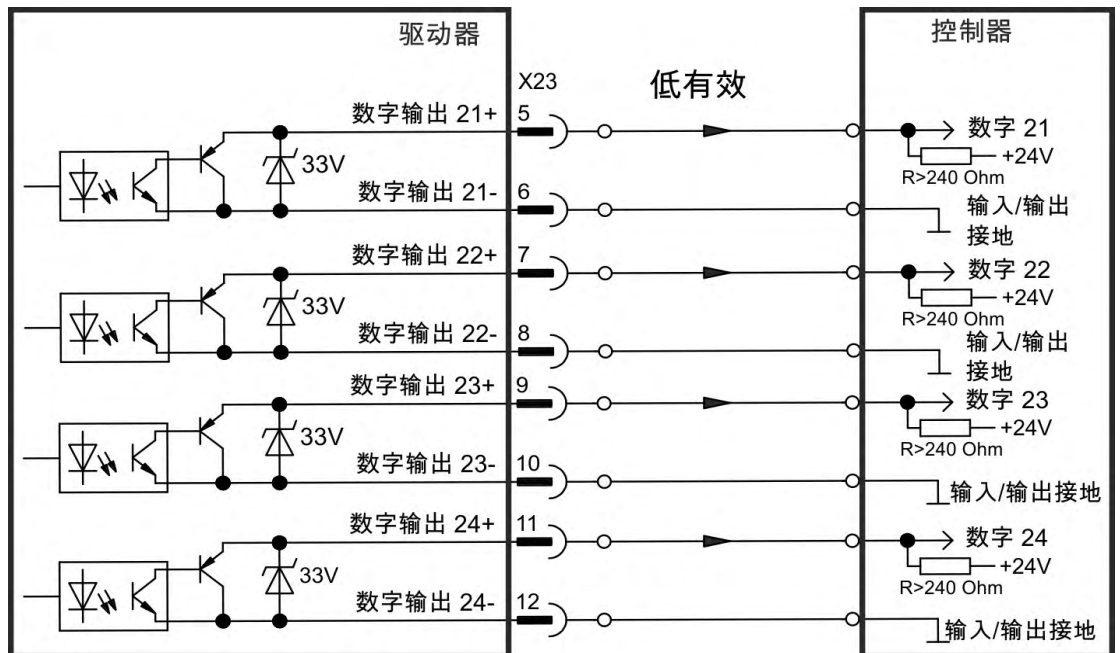 驱动器
控制器
X23
低有效
数字输出 21+
5
数字 21
33V
+24V
R>240 Ohm
数字输出 21-
6
输入/输出
接地
数字输出 22+
7
数字 22
33V
+24V
R>240 Ohm
数字输出 22-
8
输入/输出
接地
数字输出 23+
9
数字 23
33V
+24V
R>240 Ohm
数字输出 23-
10
输入/输出接地
数字输出 24+
11
数字 24
33V
+24V
R>240 Ohm
数字输出 24-
12
输入/输出接地